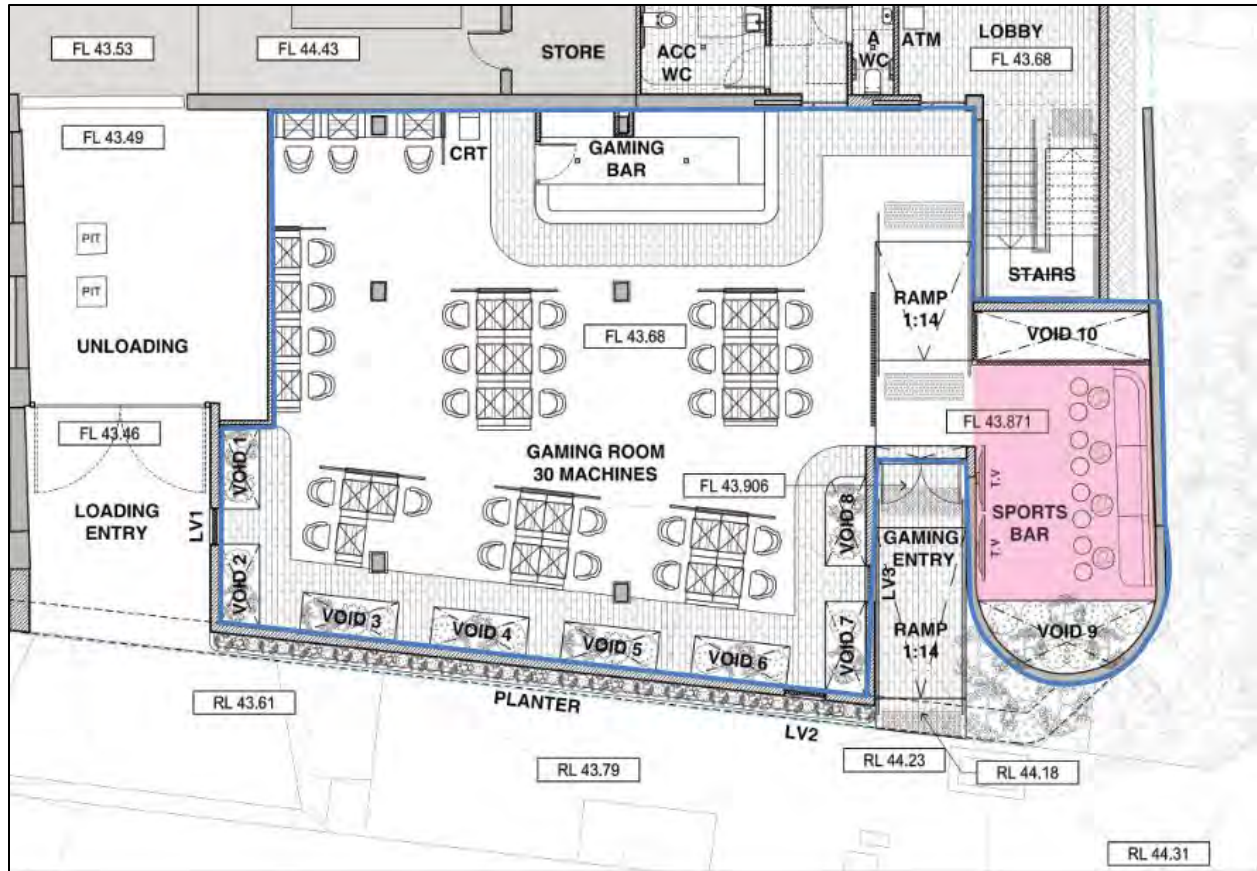 FL 43.53
FL 44.43
STORE
ACC
WC
A
WC
ATM
LOBBY
FL 43.68
FL 43.49
CRT
GAMING
BAR
PIT
PIT
UNLOADING
RAMP
1:14
STAIRS
VOID 10
FL 43.68
FL 43.46
VOID 1
FL 43.871
GAMING ROOM
30 MACHINES
FL 43.906
VOID 8
T.V
T.V
SPORTS
BAR
LOADING
ENTRY
LV1
GAMING
ENTRY
LV3
VOID 2
VOID 3
VOID 4
VOID 5
VOID 6
VOID 7
RAMP
1:14
VOID 9
RL 43.61
PLANTER
LV2
RL 43.79
RL 44.23
RL 44.18
RL 44.31